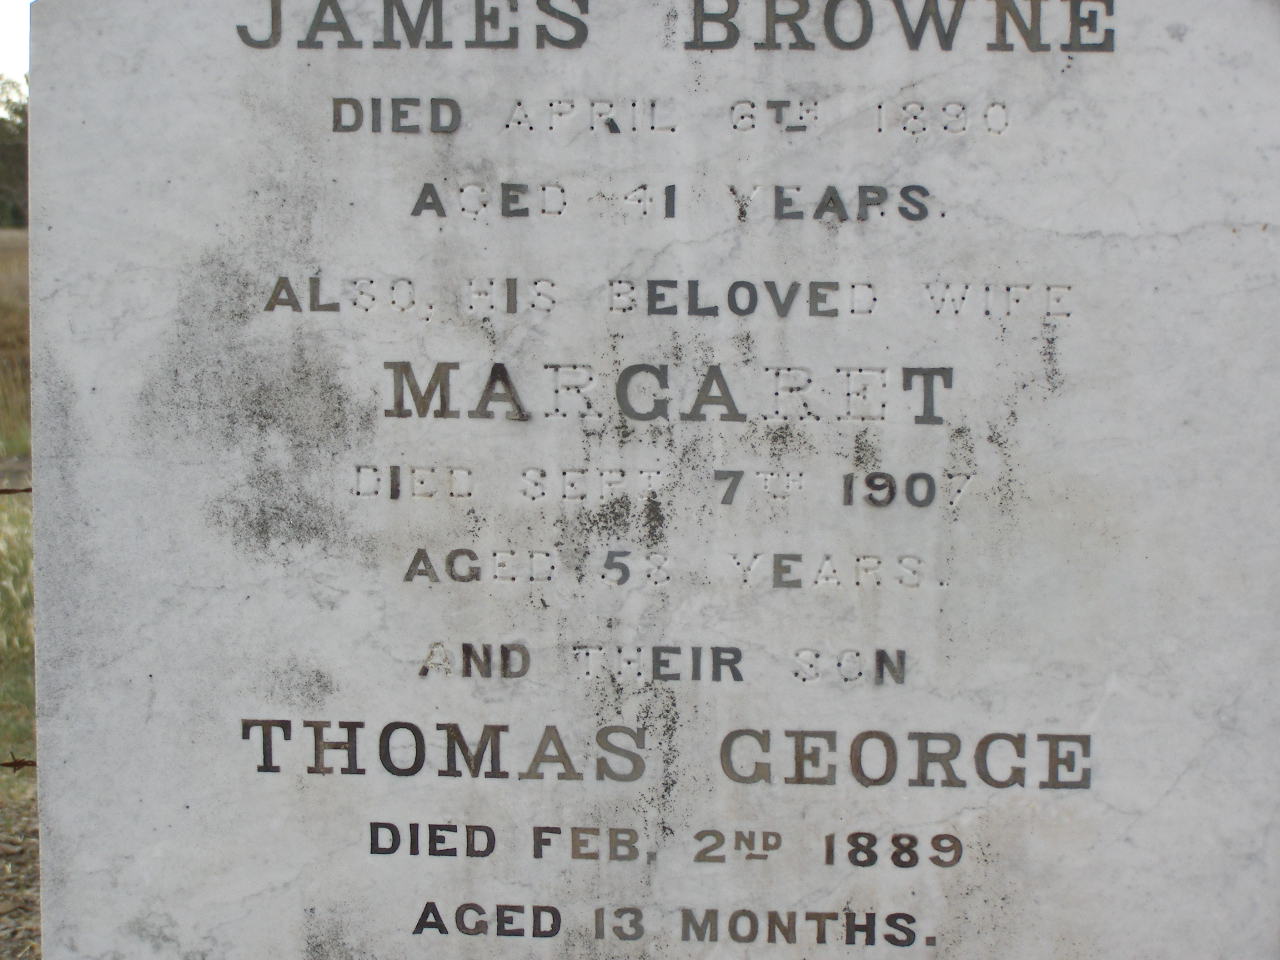 JAMES BROWNE
DIED APRIL 6TH 1890
AGED 41 YEARS.
ALSO, HIS BELOVED WIFE
MARGARET
DIED SEPT 7TH 1907
AGED 58 YEARS.
AND THEIR SON
THOMAS GEORGE
DIED FEB. 2ND 1889
AGED 13 MONTHS.